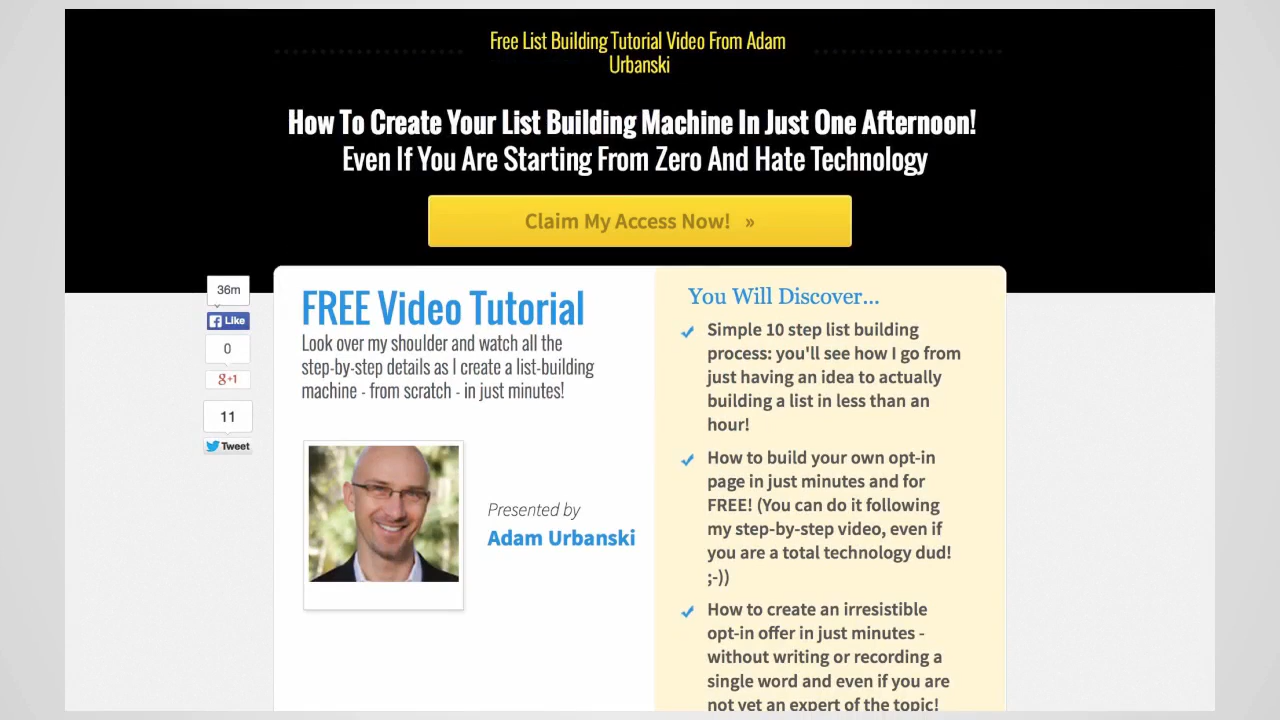 Free List Building Tutorial Video From Adam
Urbanski
How To Create Your List Building Machine In Just One Afternoon!
Even If You Are Starting From Zero And Hate Technology
Claim My Access Now! »
36m
Like
0
g+1
11
Tweet
FREE Video Tutorial
Look over my shoulder and watch all the
step-by-step details as I create a list-building
machine - from scratch - in just minutes!
Presented by
Adam Urbanski
You Will Discover...
Simple 10 step list building
process: you'll see how I go from
just having an idea to actually
building a list in less than an
hour!
How to build your own opt-in
page in just minutes and for
FREE! (You can do it following
my step-by-step video, even if
you are a total technology dud!
;-))
How to create an irresistible
opt-in offer in just minutes -
without writing or recording a
single word and even if you are
not yet an expert of the topic!